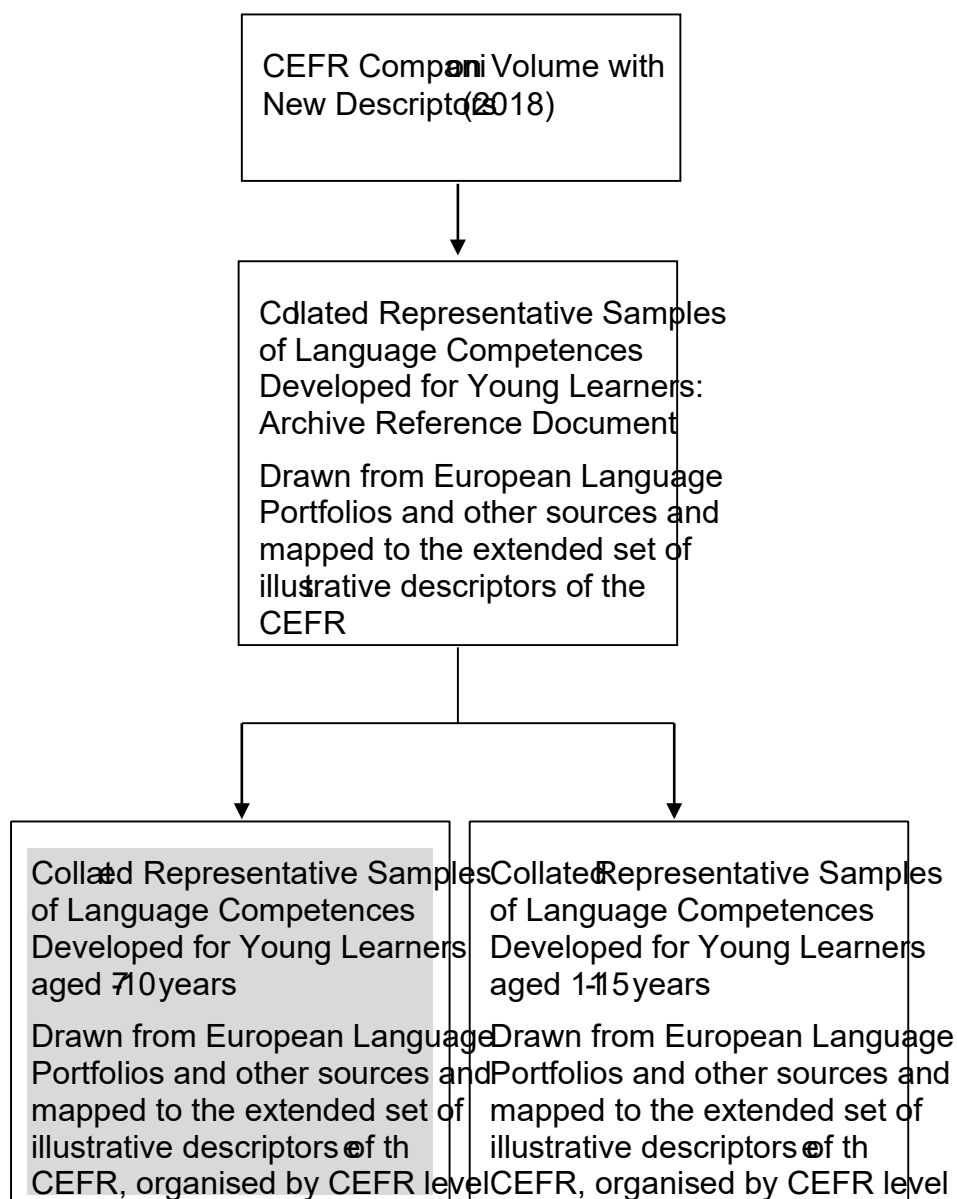 CEFR Companion Volume with
New Descriptors (2018)
Collated Representative Samples
of Language Competences
Developed for Young Learners:
Archive Reference Document
Drawn from European Language
Portfolios and other sources and
mapped to the extended set of
illustrative descriptors of the
CEFR
Collated Representative Samples
of Language Competences
Developed for Young Learners
aged 7-10 years
Drawn from European Language
Portfolios and other sources and
mapped to the extended set of
illustrative descriptors of the
CEFR, organised by CEFR level
Collated Representative Samples
of Language Competences
Developed for Young Learners
aged 11-15 years
Drawn from European Language
Portfolios and other sources and
mapped to the extended set of
illustrative descriptors of the
CEFR, organised by CEFR level